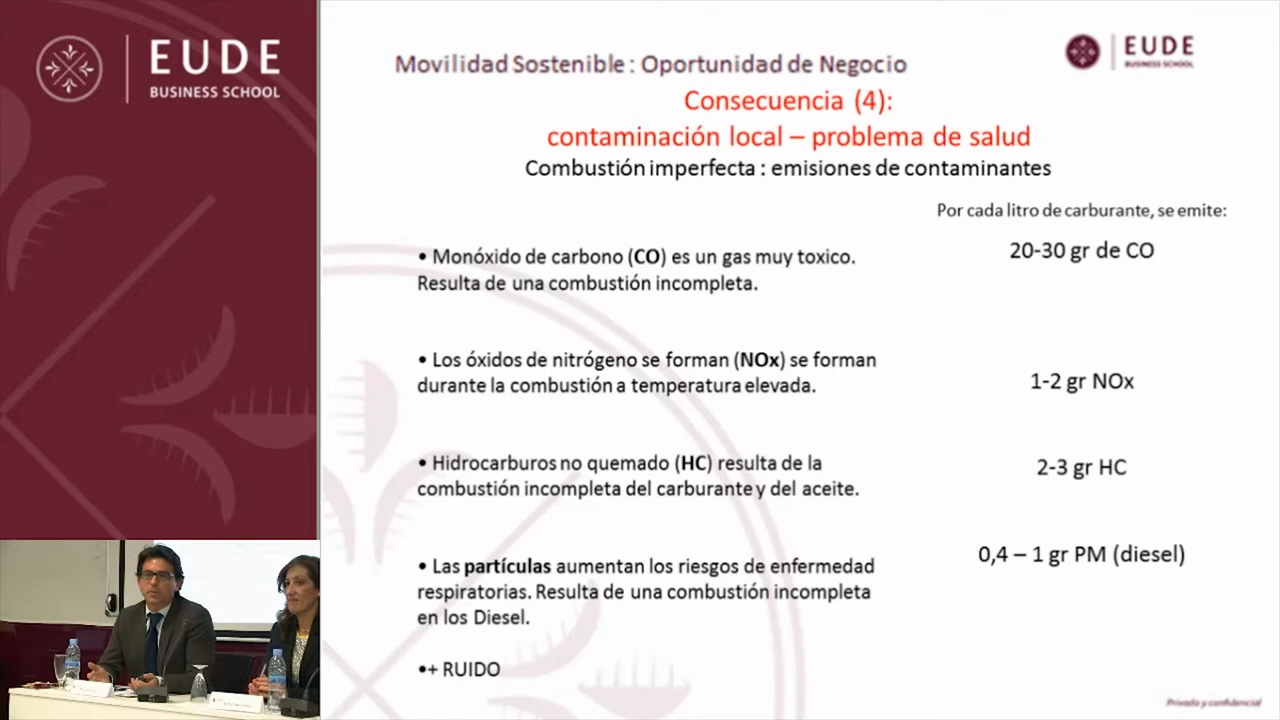 EUDE
BUSINESS SCHOOL
EUDE
BUSINESS SCHOOL
Movilidad Sostenible : Oportunidad de Negocio
Consecuencia (4):
contaminación local – problema de salud
Combustión imperfecta : emisiones de contaminantes
Por cada litro de carburante, se emite:
• Monóxido de carbono (CO) es un gas muy toxico.
Resulta de una combustión incompleta.
20-30 gr de CO
• Los óxidos de nitrógeno se forman (NOx) se forman
durante la combustión a temperatura elevada.
1-2 gr NOx
• Hidrocarburos no quemado (HC) resulta de la
combustión incompleta del carburante y del aceite.
2-3 gr HC
• Las partículas aumentan los riesgos de enfermedad
respiratorias. Resulta de una combustión incompleta
en los Diesel.
0,4 – 1 gr PM (diesel)
•+ RUIDO
Privado y confidencial